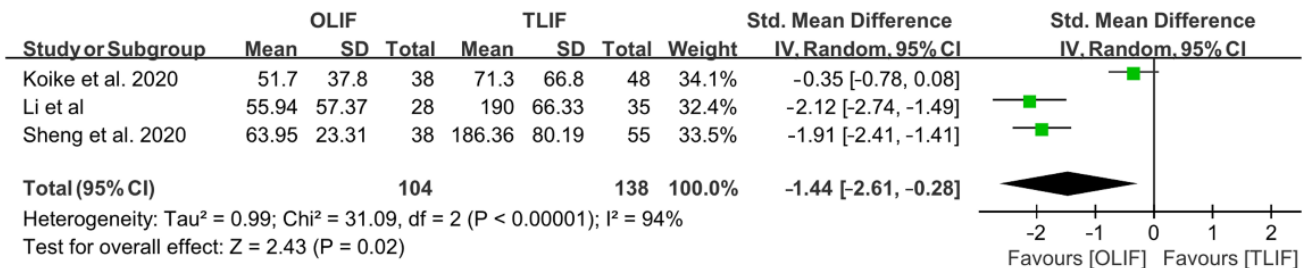 OLIF TLIF Std. Mean Difference Std. Mean Difference
Study or Subgroup Mean SD Total Mean SD Total Weight IV, Random, 95% CI IV, Random, 95% CI
Koike et al. 2020 51.7 37.8 38 71.3 66.8 48 34.1% -0.35 [-0.78, 0.08]
Li et al 55.94 57.37 28 190 66.33 35 32.4% -2.12 [-2.74, -1.49]
Sheng et al. 2020 63.95 23.31 38 186.36 80.19 55 33.5% -1.91 [-2.41, -1.41]
Total (95% CI) 104 138 100.0% -1.44 [-2.61, -0.28]
Heterogeneity: Tau² = 0.99; Chi² = 31.09, df = 2 (P < 0.00001); I² = 94%
Test for overall effect: Z = 2.43 (P = 0.02)
-2 -1 0 1 2
Favours [OLIF] Favours [TLIF]